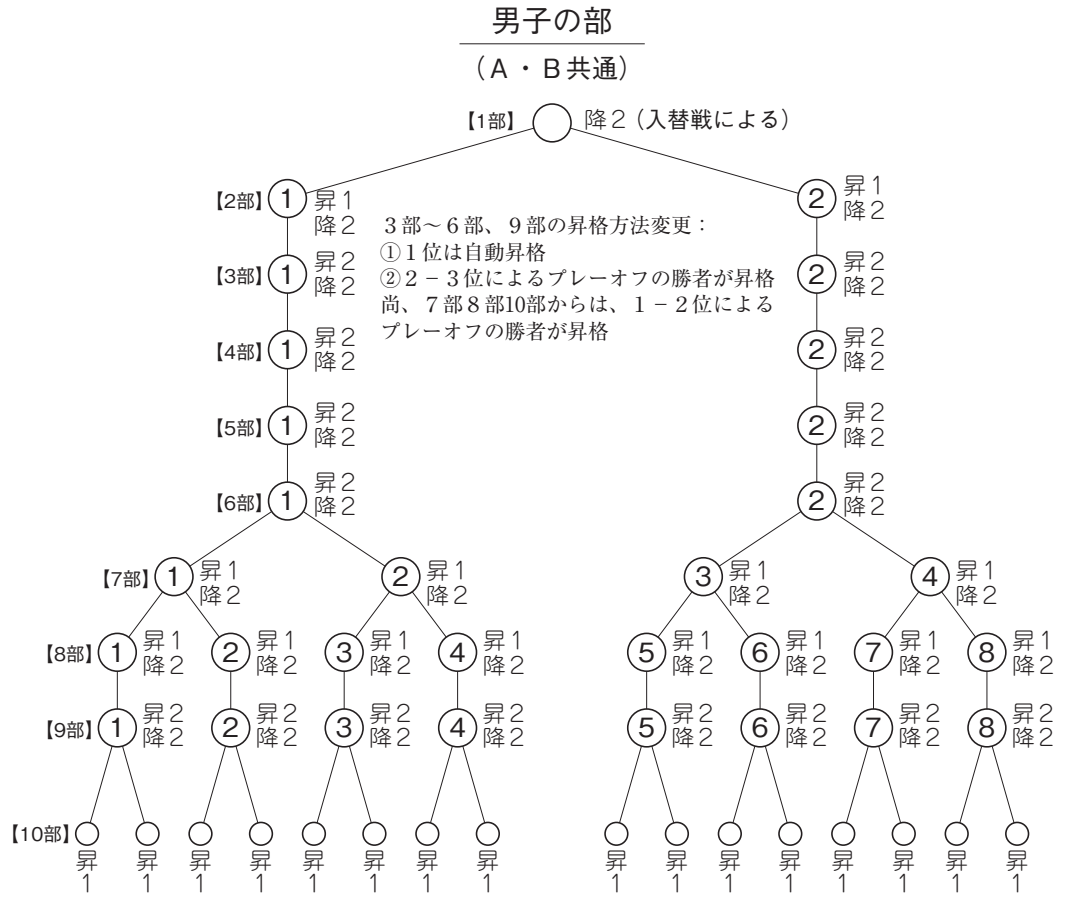 男子の部
(A・B共通)
【1部】 降2(入替戦による)
【2部】 1 昇1 2 昇1
降2 降2
3部~6部、9部の昇格方法変更:
①1位は自動昇格
②2-3位によるプレーオフの勝者が昇格
尚、7部8部10部からは、1-2位による
プレーオフの勝者が昇格
【3部】 1 昇2 2 昇2
降2 降2
【4部】 1 昇2 2 昇2
降2 降2
【5部】 1 昇2 2 昇2
降2 降2
【6部】 1 昇2 2 昇2
降2 降2
【7部】 1 昇1 2 昇1 3 昇1 4 昇1
降2 降2 降2 降2
【8部】 1 昇1 2 昇1 3 昇1 4 昇1 5 昇1 6 昇1 7 昇1 8 昇1
降2 降2 降2 降2 降2 降2 降2 降2
【9部】 1 昇2 2 昇2 3 昇2 4 昇2 5 昇2 6 昇2 7 昇2 8 昇2
降2 降2 降2 降2 降2 降2 降2 降2
【10部】
昇 昇 昇 昇 昇 昇 昇 昇 昇 昇 昇 昇 昇 昇 昇 昇
1 1 1 1 1 1 1 1 1 1 1 1 1 1 1 1